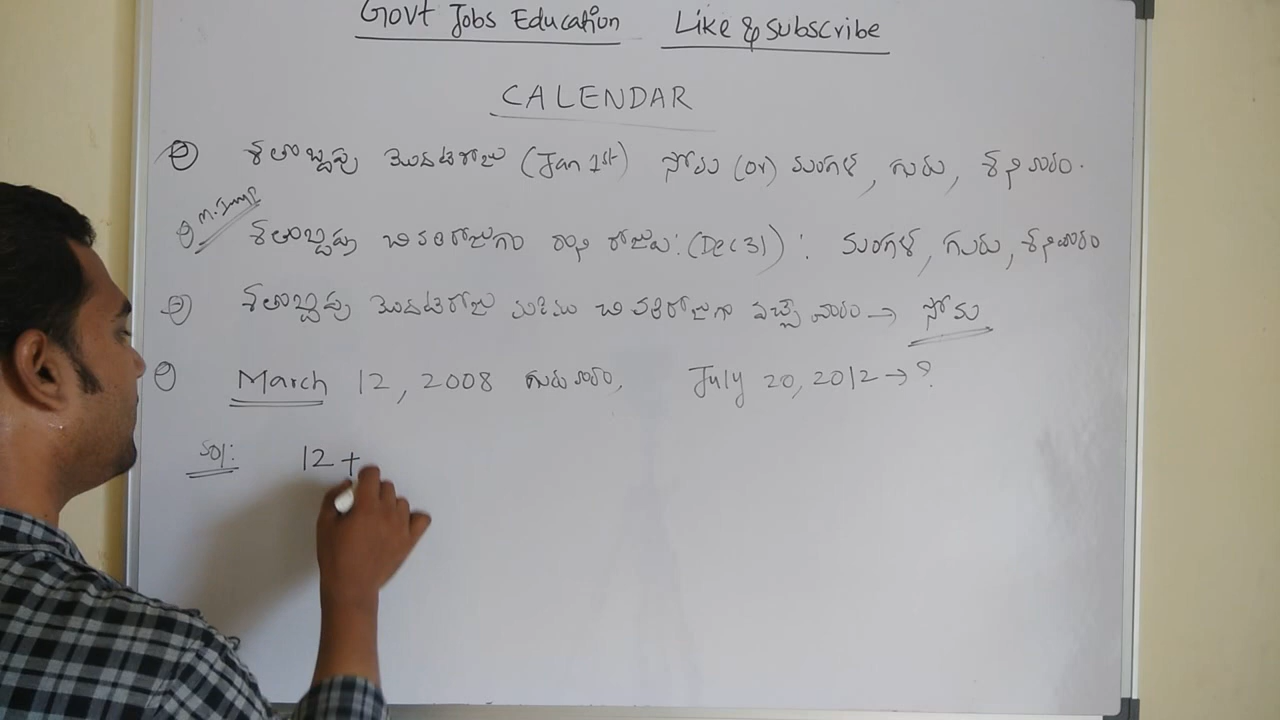 Govt Jobs Education Like & Subscribe
CALENDAR
శతాబ్దపు మొదటిరోజు (Jan 1st) సోమ (or) మంగళ, గురు, శనివారం.
శతాబ్దపు చివరిరోజుగా రాని రోజులు: (Dec 31) : మంగళ, గురు, శనివారం
శతాబ్దపు మొదటిరోజు మరియు చివరిరోజుగా వచ్చే వారం → సోమ
March 12, 2008 గురువారం, July 20, 2012 → ?
Sol: 12 +